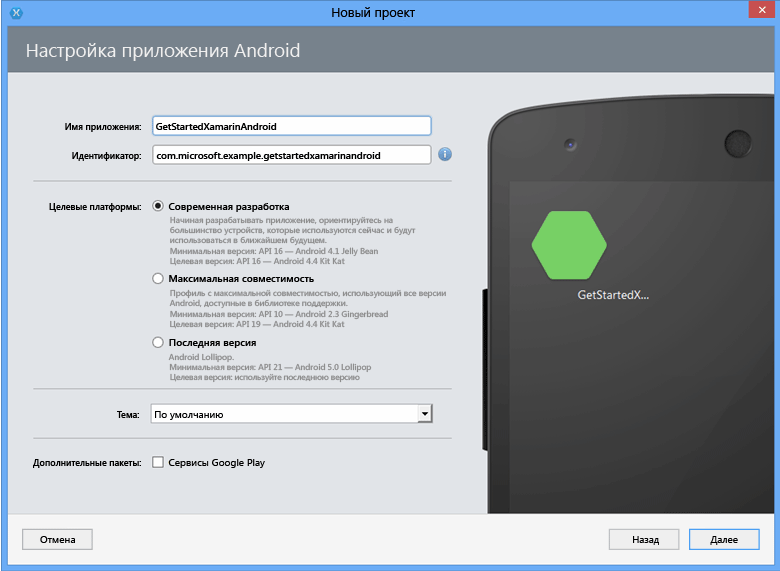 Новый проект
Настройка приложения Android
Имя приложения: GetStartedXamarinAndroid
Идентификатор: com.microsoft.example.getstartedxamarinandroid
Целевые платформы: Современная разработка
Начиная разрабатывать приложение, ориентируйтесь на
большинство устройств, которые используются сейчас и будут
использоваться в ближайшем будущем.
Минимальная версия: API 16 — Android 4.1 Jelly Bean
Целевая версия: API 16 — Android 4.4 Kit Kat
Максимальная совместимость
Профиль с максимальной совместимостью, использующий все версии
Android, доступные в библиотеке поддержки.
Минимальная версия: API 10 — Android 2.3 Gingerbread
Целевая версия: API 19 — Android 4.4 Kit Kat
Последняя версия
Android Lollipop.
Минимальная версия: API 21 — Android 5.0 Lollipop
Целевая версия: используйте последнюю версию
GetStartedX...
Тема: По умолчанию
Дополнительные пакеты: Сервисы Google Play
Отмена
Назад
Далее